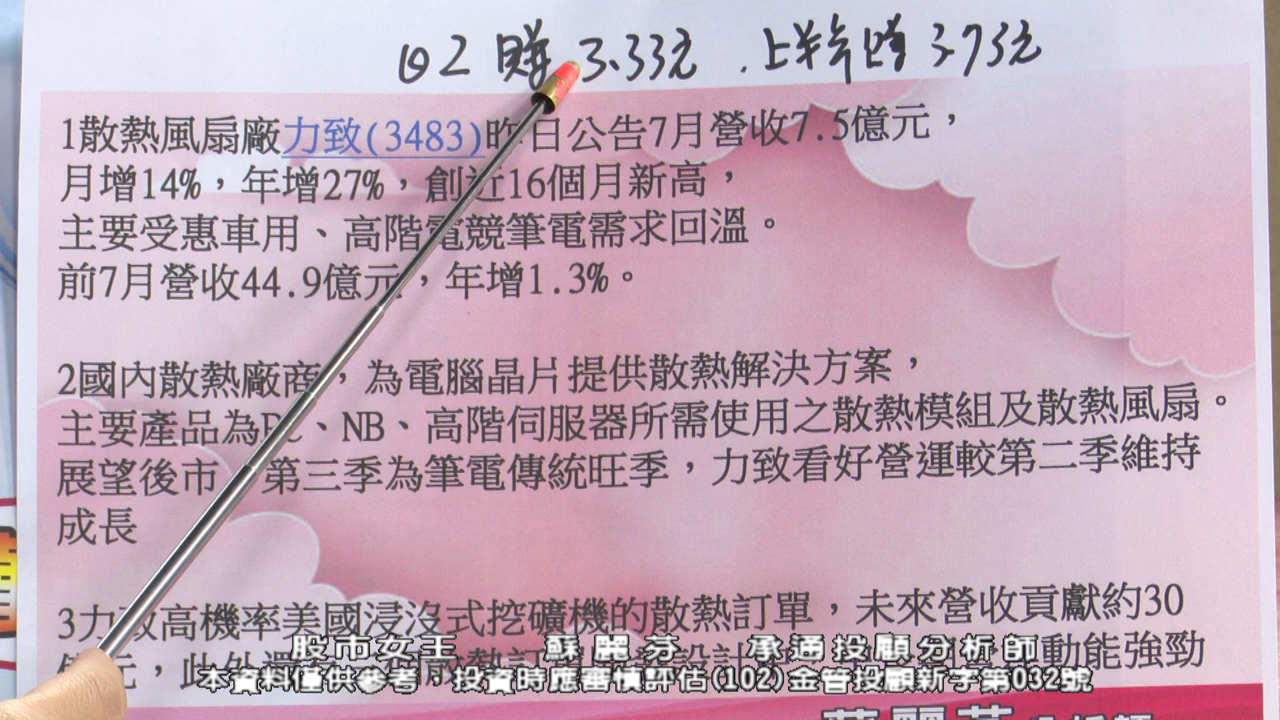 Q2 賺 3.33元．上半年賺 3.73元
1散熱風扇廠力致(3483)昨日公告7月營收7.5億元，
月增14%，年增27%，創近16個月新高，
主要受惠車用、高階電競筆電需求回溫。
前7月營收44.9億元，年增1.3%。
2國內散熱廠商，為電腦晶片提供散熱解決方案，
主要產品為PC、NB、高階伺服器所需使用之散熱模組及散熱風扇。
展望後市，第三季為筆電傳統旺季，力致看好營運較第二季維持
成長
3力致高機率美國浸沒式挖礦機的散熱訂單，未來營收貢獻約30
億元，此外 散熱訂 設計 動能強勁
股市女王 蘇麗芬 承通投顧分析師
本資料僅供參考，投資時應審慎評估(102)金管投顧新字第032號